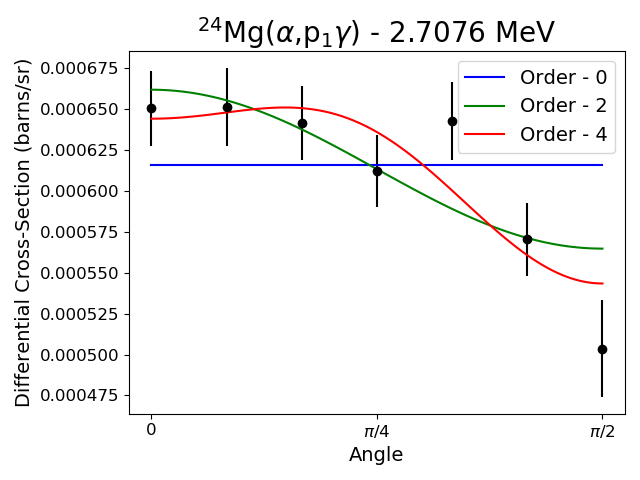 ²⁴Mg(α,p₁γ) - 2.7076 MeV
Differential Cross-Section (barns/sr)
0.000675
0.000650
0.000625
0.000600
0.000575
0.000550
0.000525
0.000500
0.000475
Order - 0
Order - 2
Order - 4
0
π/4
π/2
Angle